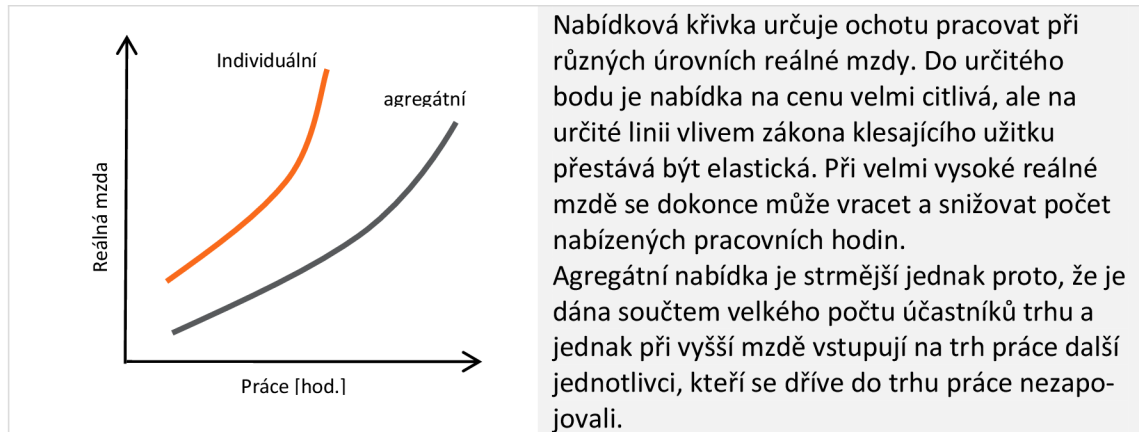 Individuální
agregátní
Reálná mzda
Práce [hod.]
Nabídková křivka určuje ochotu pracovat při
různých úrovních reálné mzdy. Do určitého
bodu je nabídka na cenu velmi citlivá, ale na
určité linii vlivem zákona klesajícího užitku
přestává být elastická. Při velmi vysoké reálné
mzdě se dokonce může vracet a snižovat počet
nabízených pracovních hodin.
Agregátní nabídka je strmější jednak proto, že je
dána součtem velkého počtu účastníků trhu a
jednak při vyšší mzdě vstupují na trh práce další
jednotlivci, kteří se dříve do trhu práce nezapo-
jovali.